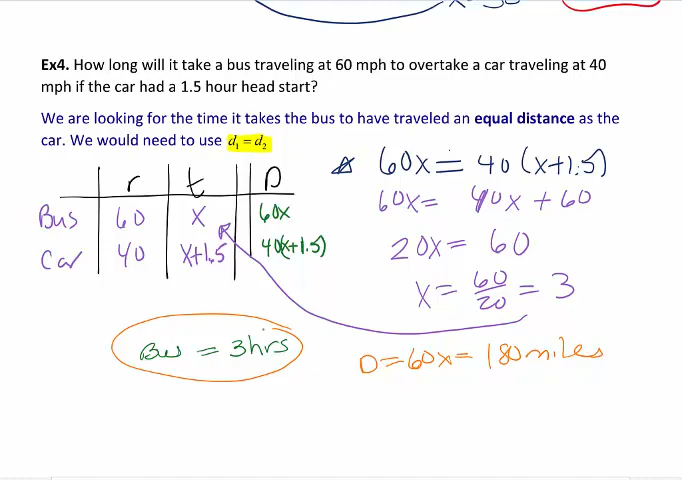 Ex4. How long will it take a bus traveling at 60 mph to overtake a car traveling at 40
mph if the car had a 1.5 hour head start?
We are looking for the time it takes the bus to have traveled an equal distance as the
car. We would need to use d₁ = d₂
r t D
Bus 60 x 60x
Car 40 x+1.5 40(x+1.5)
60x = 40(x+1.5)
60x = 40x + 60
20x = 60
x = 60/20 = 3
Bus = 3hrs
D=60x= 180 miles